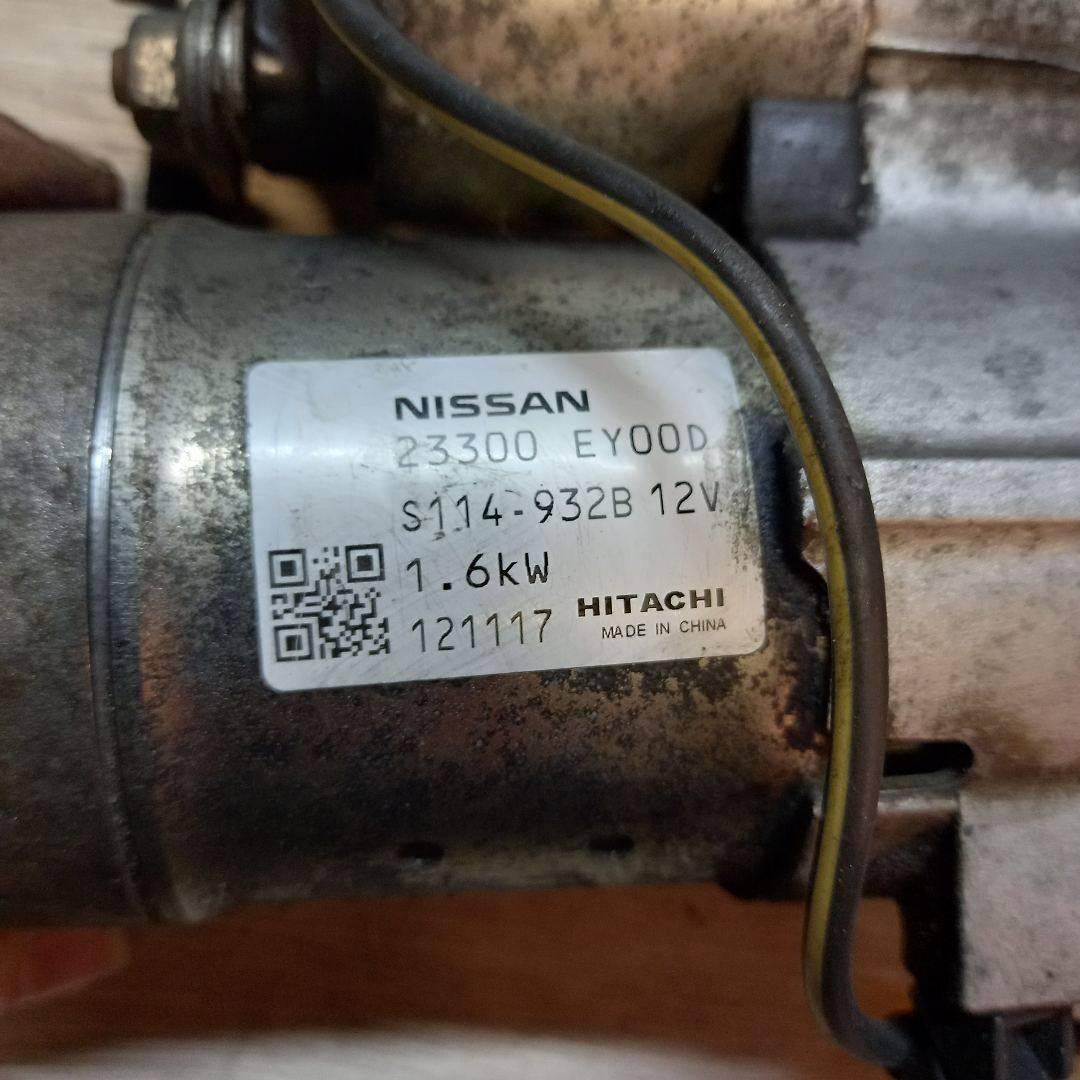 NISSAN
23300 EY00D
S114-932B 12V
1.6kW
121117 HITACHI
MADE IN CHINA